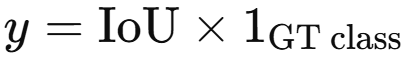 y = IoU × 1_GT class